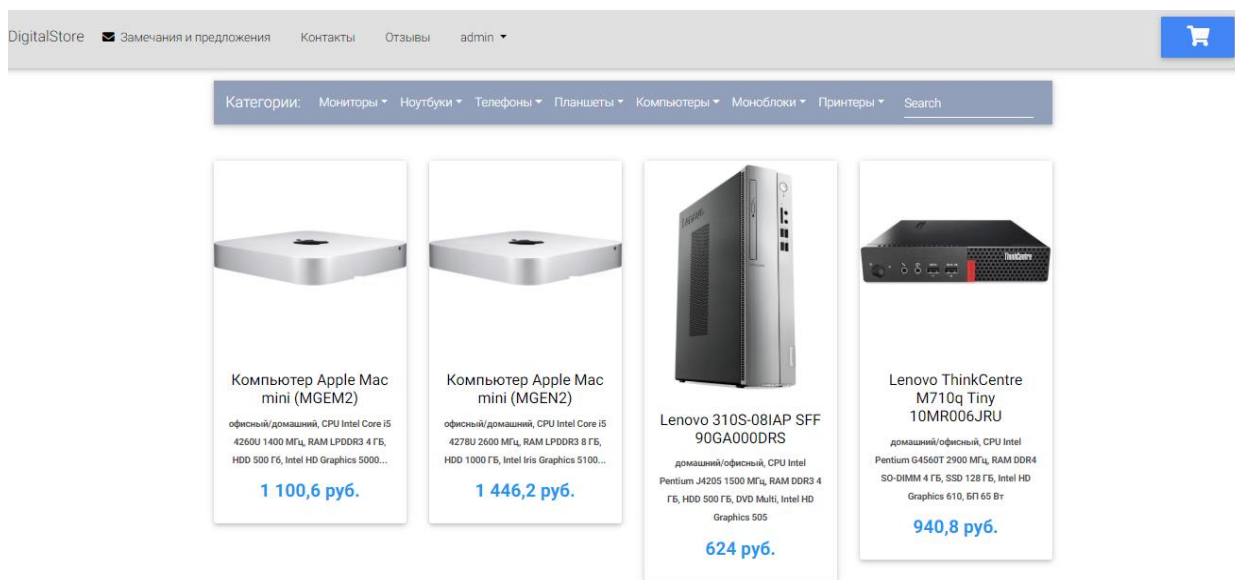 DigitalStore Замечания и предложения Контакты Отзывы admin
Категории: Мониторы Ноутбуки Телефоны Планшеты Компьютеры Моноблоки Принтеры Search
Компьютер Apple Mac
mini (MGEM2)
офисный/домашний, CPU Intel Core i5
4260U 1400 МГц, RAM LPDDR3 4 ГБ,
HDD 500 Гб, Intel HD Graphics 5000...
1 100,6 руб.
Компьютер Apple Mac
mini (MGEN2)
офисный/домашний, CPU Intel Core i5
4278U 2600 МГц, RAM LPDDR3 8 ГБ,
HDD 1000 ГБ, Intel Iris Graphics 5100...
1 446,2 руб.
Lenovo
Lenovo 310S-08IAP SFF
90GA000DRS
домашний/офисный, CPU Intel
Pentium J4205 1500 МГц, RAM DDR3 4
ГБ, HDD 500 ГБ, DVD Multi, Intel HD
Graphics 505
624 руб.
ThinkCentre
Lenovo ThinkCentre
M710q Tiny
10MR006JRU
домашний/офисный, CPU Intel
Pentium G4560T 2900 МГц, RAM DDR4
SO-DIMM 4 ГБ, SSD 128 ГБ, Intel HD
Graphics 610, БП 65 Вт
940,8 руб.